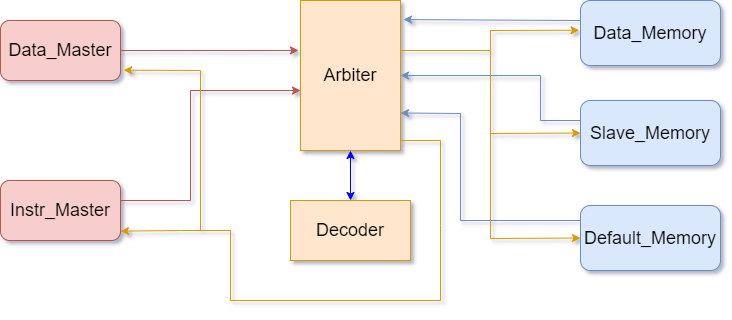 Data_Master
Arbiter
Data_Memory
Slave_Memory
Instr_Master
Decoder
Default_Memory